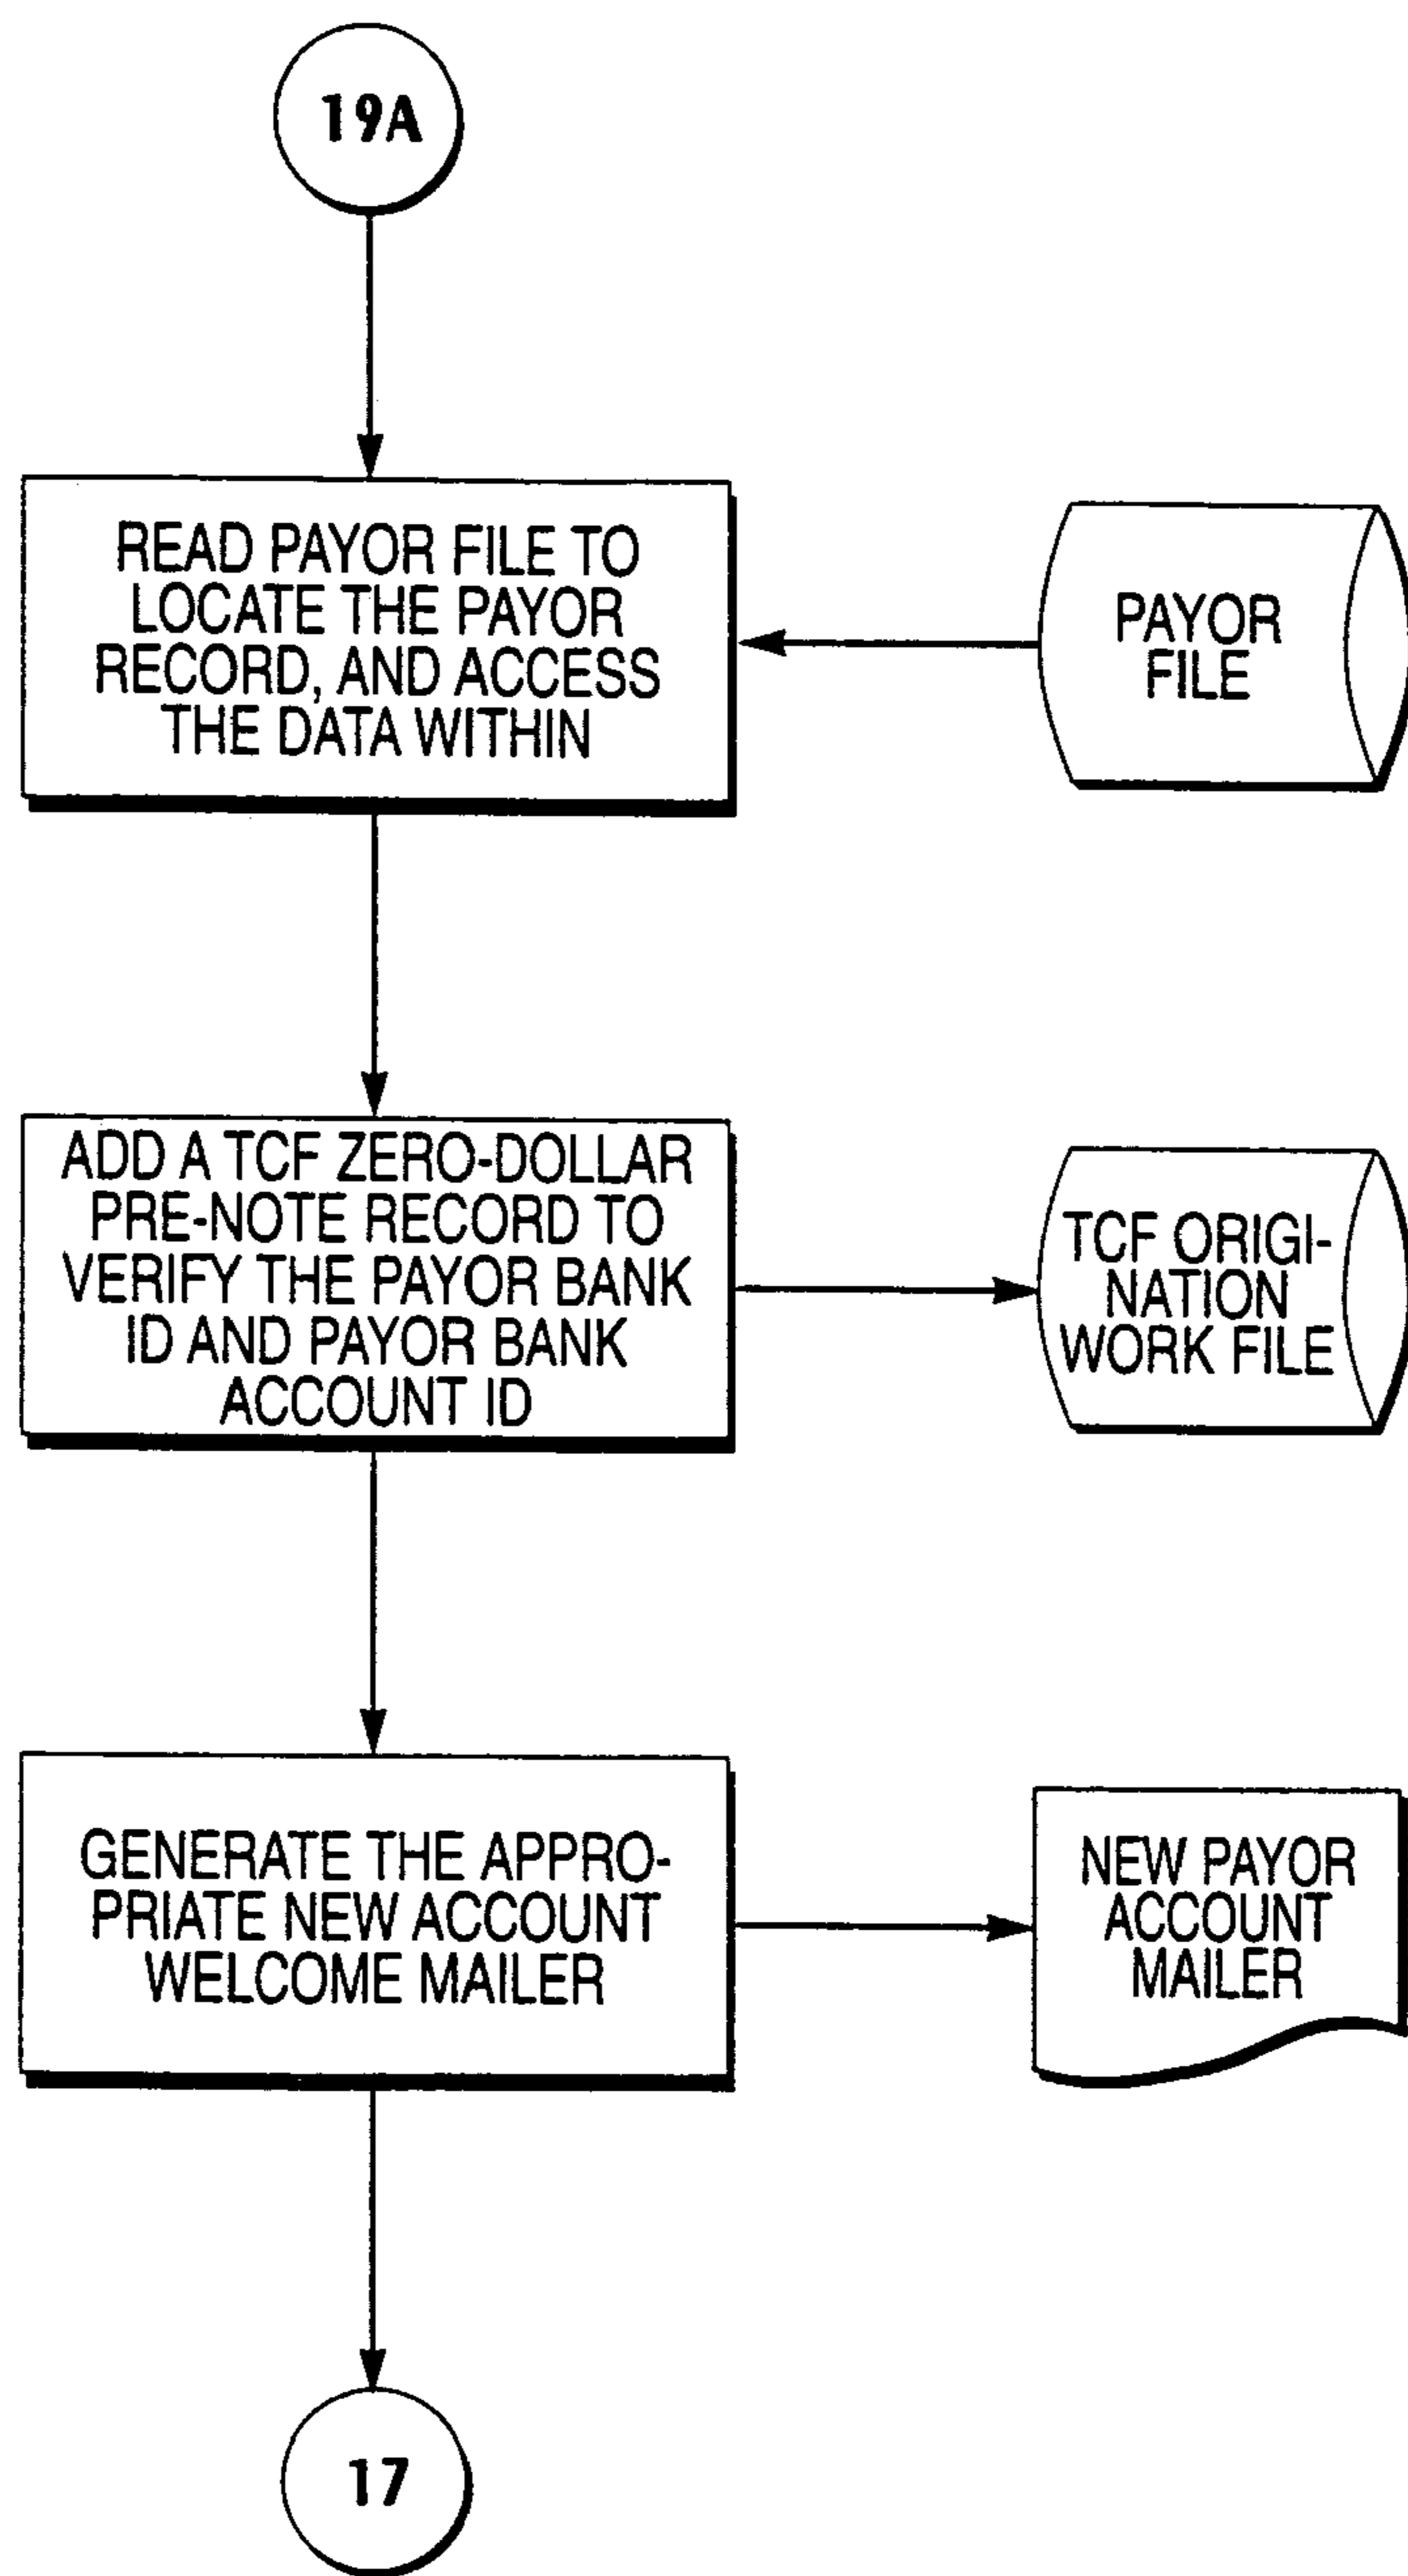 19A
READ PAYOR FILE TO
LOCATE THE PAYOR
RECORD, AND ACCESS
THE DATA WITHIN
PAYOR
FILE
ADD A TCF ZERO-DOLLAR
PRE-NOTE RECORD TO
VERIFY THE PAYOR BANK
ID AND PAYOR BANK
ACCOUNT ID
TCF ORIGI-
NATION
WORK FILE
GENERATE THE APPRO-
PRIATE NEW ACCOUNT
WELCOME MAILER
NEW PAYOR
ACCOUNT
MAILER
17